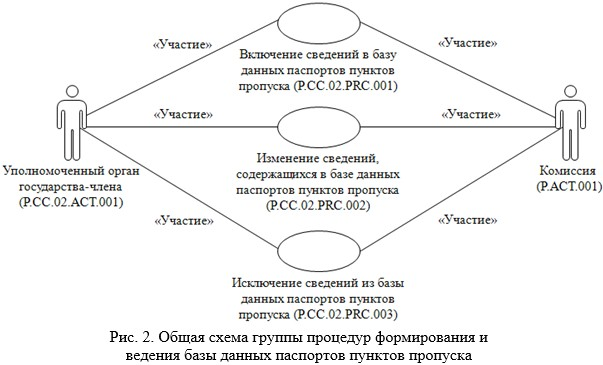 «Участие»
«Участие»
Включение сведений в базу
данных паспортов пунктов
пропуска (P.CC.02.PRC.001)
«Участие»
«Участие»
Уполномоченный орган
государства-члена
(P.CC.02.ACT.001)
Изменение сведений,
содержащихся в базе данных
паспортов пунктов пропуска
(P.CC.02.PRC.002)
Комиссия
(P.ACT.001)
«Участие»
«Участие»
Исключение сведений из базы
данных паспортов пунктов
пропуска (P.CC.02.PRC.003)
Рис. 2. Общая схема группы процедур формирования и
ведения базы данных паспортов пунктов пропуска